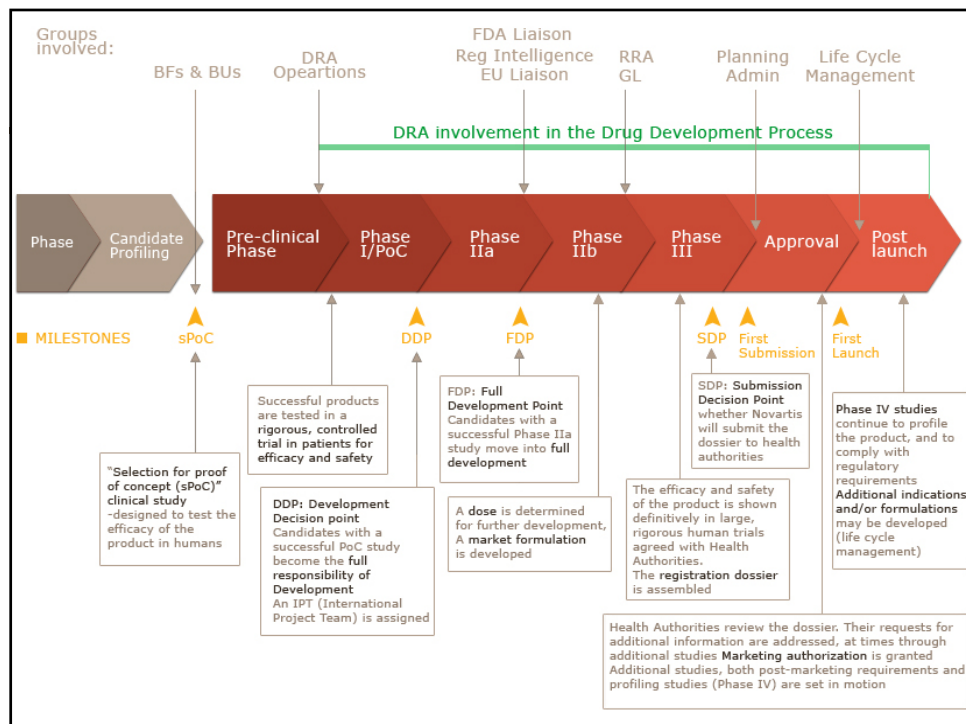 Groups
involved:
BFs & BUs
DRA
Opeartions
FDA Liaison
Reg Intelligence
EU Liaison
RRA
GL
Planning
Admin
Life Cycle
Management
DRA involvement in the Drug Development Process
Phase
Candidate
Profiling
Pre-clinical
Phase
Phase
I/PoC
Phase
IIa
Phase
IIb
Phase
III
Approval
Post
launch
MILESTONES
sPoC
DDP
FDP
SDP
First
Submission
First
Launch
"Selection for proof
of concept (sPoC)"
clinical study
-designed to test the
efficacy of the
product in humans
Successful products
are tested in a
rigorous, controlled
trial in patients for
efficacy and safety
DDP: Development
Decision point
Candidates with a
successful PoC study
become the full
responsibility of
Development
An IPT (International
Project Team) is assigned
FDP: Full
Development Point
Candidates with a
successful Phase IIa
study move into full
development
A dose is determined
for further development,
A market formulation
is developed
The efficacy and safety
of the product is shown
definitively in large,
rigorous human trials
agreed with Health
Authorities.
The registration dossier
is assembled
SDP: Submission
Decision Point
whether Novartis
will submit the
dossier to health
authorities
Health Authorities review the dossier. Their requests for
additional information are addressed, at times through
additional studies Marketing authorization is granted
Additional studies, both post-marketing requirements and
profiling studies (Phase IV) are set in motion
Phase IV studies
continue to profile
the product, and to
comply with
regulatory
requirements
Additional indications
and/or formulations
may be developed
(life cycle
management)